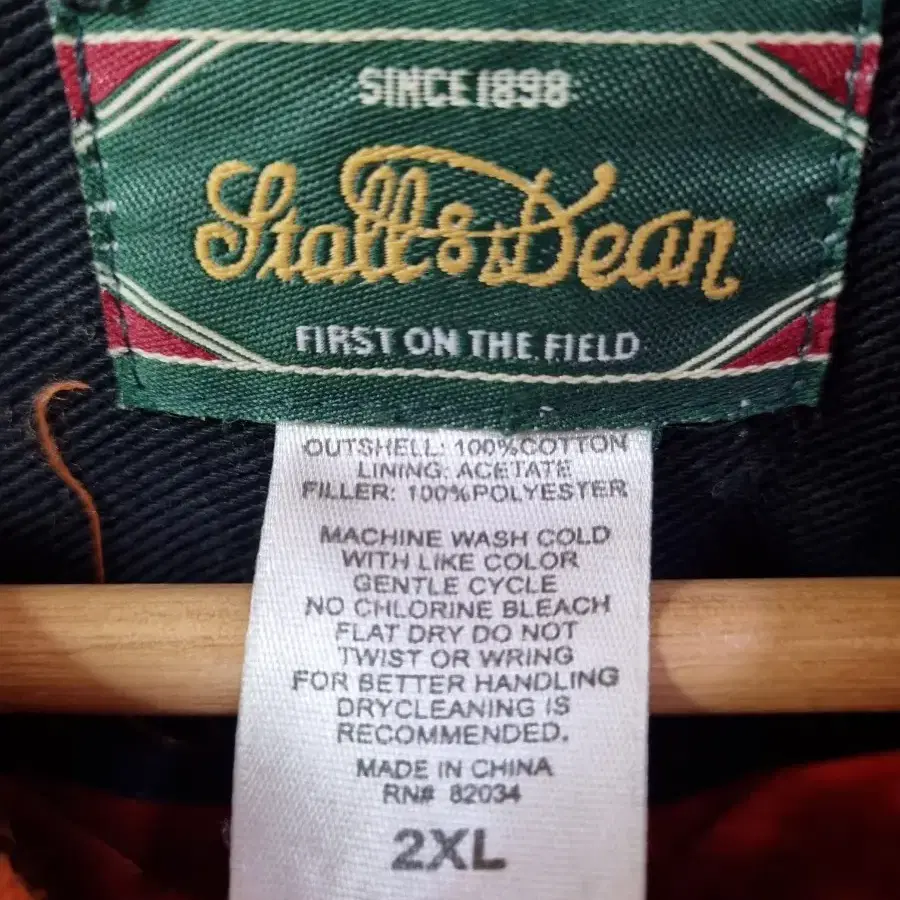 SINCE 1898
Stall & Dean
FIRST ON THE FIELD
OUTSHELL: 100%COTTON
LINING: ACETATE
FILLER: 100%POLYESTER
MACHINE WASH COLD
WITH LIKE COLOR
GENTLE CYCLE
NO CHLORINE BLEACH
FLAT DRY DO NOT
TWIST OR WRING
FOR BETTER HANDLING
DRYCLEANING IS
RECOMMENDED.
MADE IN CHINA
RN# 82034
2XL